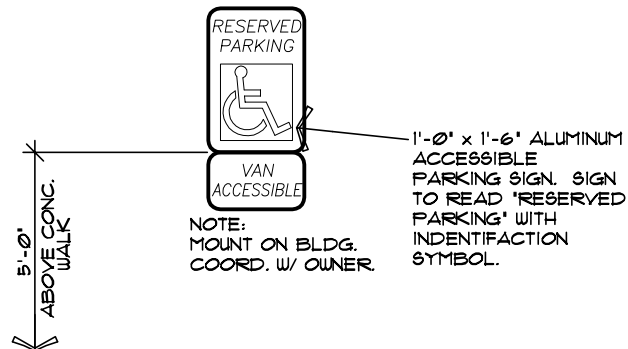 RESERVED
PARKING
VAN
ACCESSIBLE
NOTE:
MOUNT ON BLDG.
COORD. W/ OWNER.
1'-0" x 1'-6" ALUMINUM
ACCESSIBLE
PARKING SIGN. SIGN
TO READ "RESERVED
PARKING" WITH
INDENTIFACTION
SYMBOL.
5'-0"
ABOVE CONC.
WALK